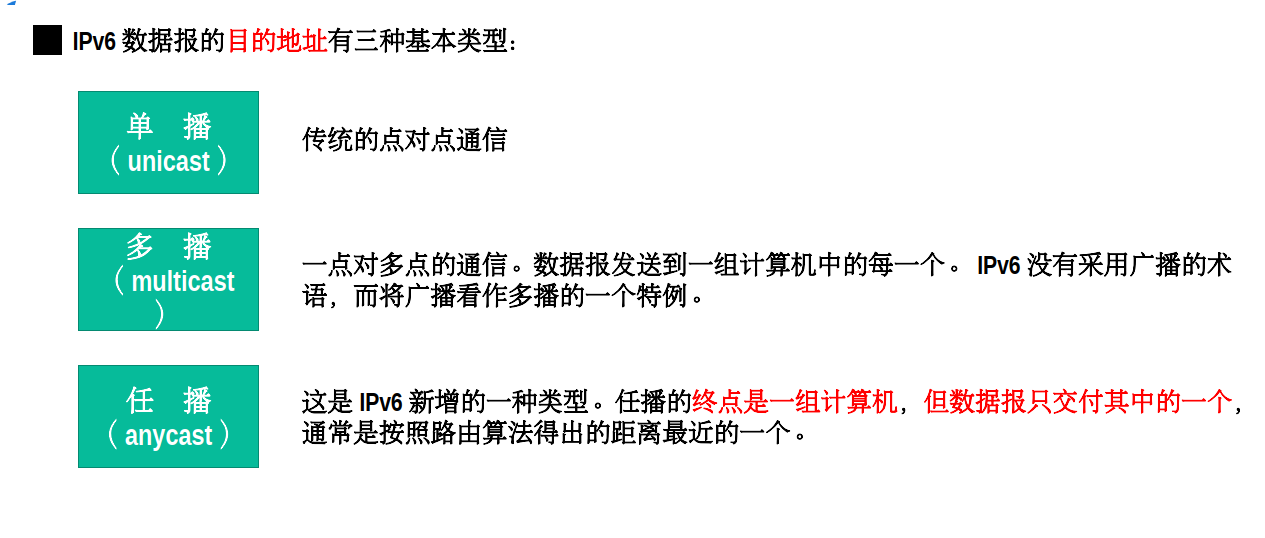 IPv6 数据报的目的地址有三种基本类型：
单 播
（ unicast ）
传统的点对点通信
多 播
（ multicast
）
一点对多点的通信。数据报发送到一组计算机中的每一个。 IPv6 没有采用广播的术
语，而将广播看作多播的一个特例。
任 播
（ anycast ）
这是 IPv6 新增的一种类型。任播的终点是一组计算机，但数据报只交付其中的一个，
通常是按照路由算法得出的距离最近的一个。